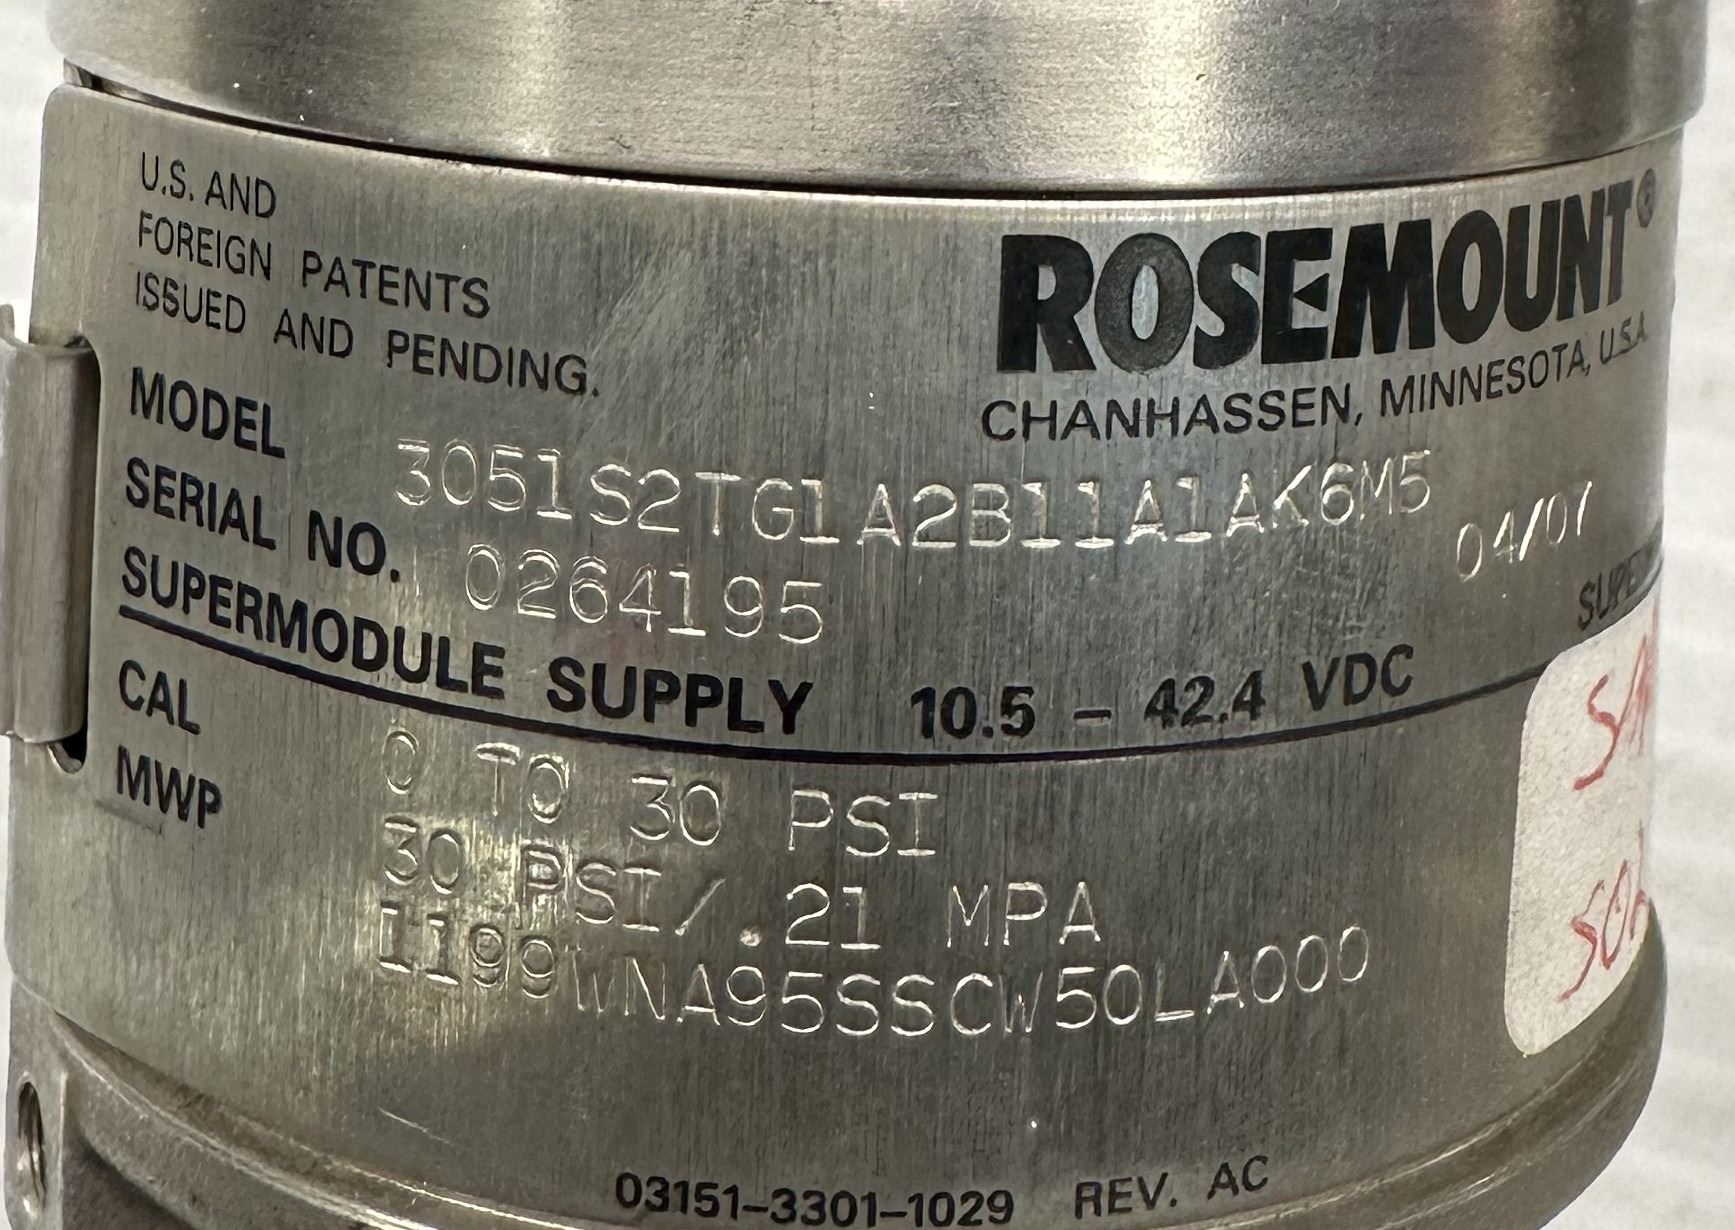 U.S. AND
FOREIGN PATENTS
ISSUED AND PENDING.
ROSEMOUNT®
CHANHASSEN, MINNESOTA, U.S.A.
MODEL 3051S2TG1A2B11A1AK6M5
SERIAL NO. 0264195 04/07
SUPERMODULE SUPPLY 10.5 - 42.4 VDC
CAL 0 TO 30 PSI
MWP 30 PSI/.21 MPA
1199WNA95SSCW50LA000
03151-3301-1029 REV. AC